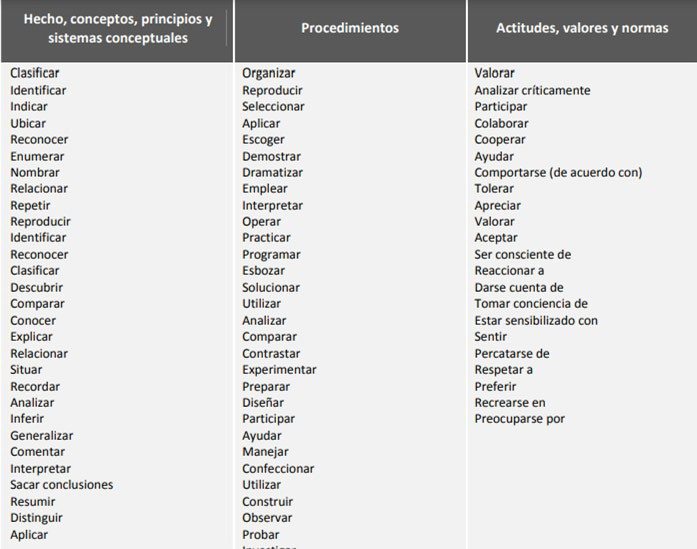 Hecho, conceptos, principios y
sistemas conceptuales
Procedimientos
Actitudes, valores y normas
Clasificar
Identificar
Indicar
Ubicar
Reconocer
Enumerar
Nombrar
Relacionar
Repetir
Reproducir
Identificar
Reconocer
Clasificar
Descubrir
Comparar
Conocer
Explicar
Relacionar
Situar
Recordar
Analizar
Inferir
Generalizar
Comentar
Interpretar
Sacar conclusiones
Resumir
Distinguir
Aplicar
Organizar
Reproducir
Seleccionar
Aplicar
Escoger
Demostrar
Dramatizar
Emplear
Interpretar
Operar
Practicar
Programar
Esbozar
Solucionar
Utilizar
Analizar
Comparar
Contrastar
Experimentar
Preparar
Diseñar
Participar
Ayudar
Manejar
Confeccionar
Utilizar
Construir
Observar
Probar
Valorar
Analizar críticamente
Participar
Colaborar
Cooperar
Ayudar
Comportarse (de acuerdo con)
Tolerar
Apreciar
Valorar
Aceptar
Ser consciente de
Reaccionar a
Darse cuenta de
Tomar conciencia de
Estar sensibilizado con
Sentir
Percatarse de
Respetar a
Preferir
Recrearse en
Preocuparse por